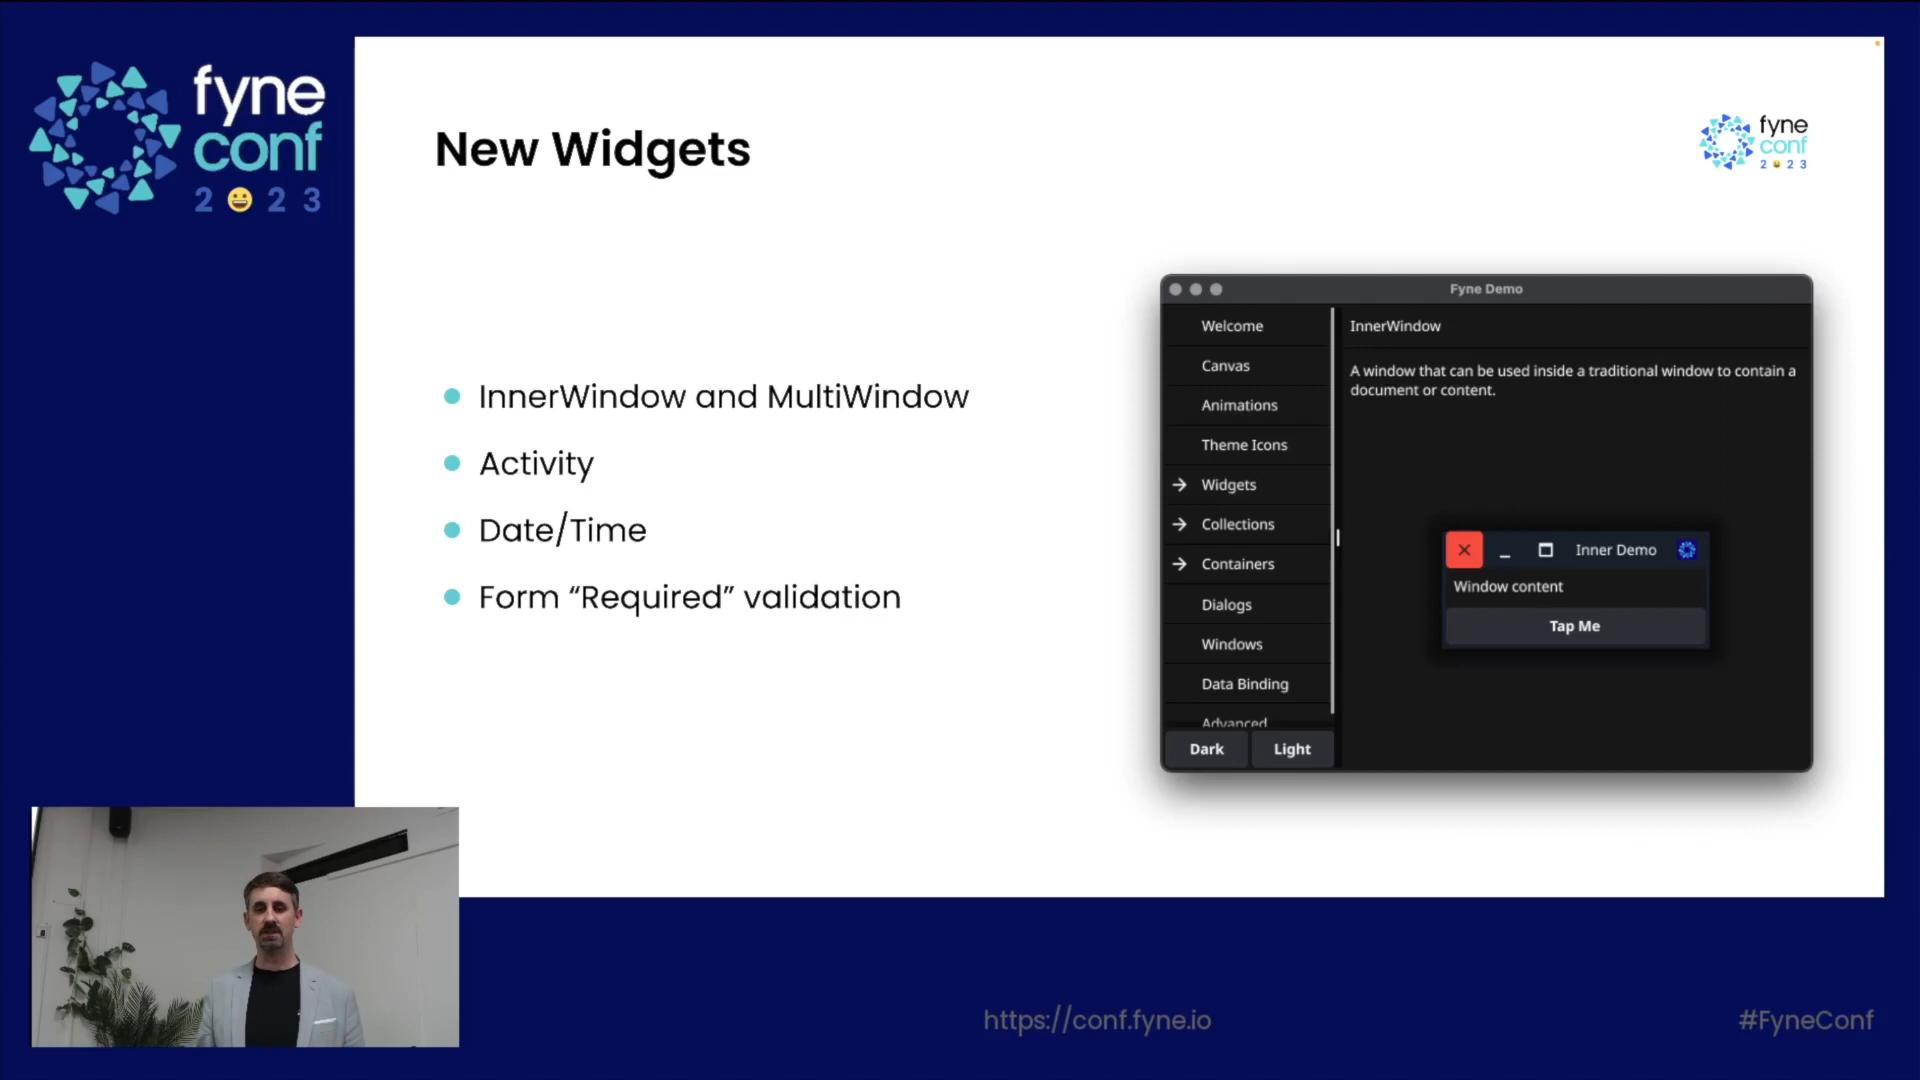 fyne
conf
2 😀 2 3
New Widgets
fyne
conf
2 😀 2 3
InnerWindow and MultiWindow
Activity
Date/Time
Form “Required” validation
Fyne Demo
Welcome
Canvas
Animations
Theme Icons
Widgets
Collections
Containers
Dialogs
Windows
Data Binding
Advanced
Dark
Light
InnerWindow
A window that can be used inside a traditional window to contain a
document or content.
Inner Demo
Window content
Tap Me
https://conf.fyne.io
#FyneConf